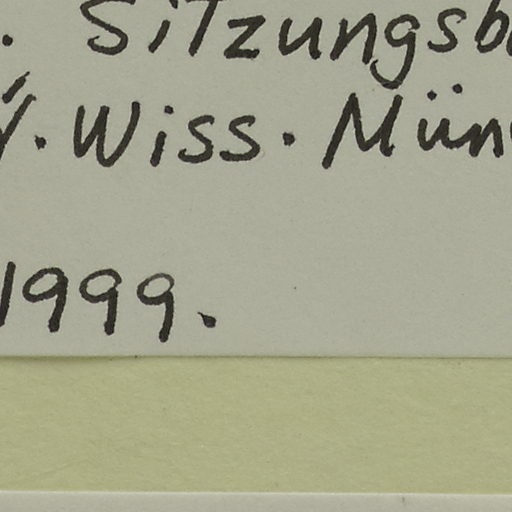 . Sitzungsb
. Wiss. Mün
1999.